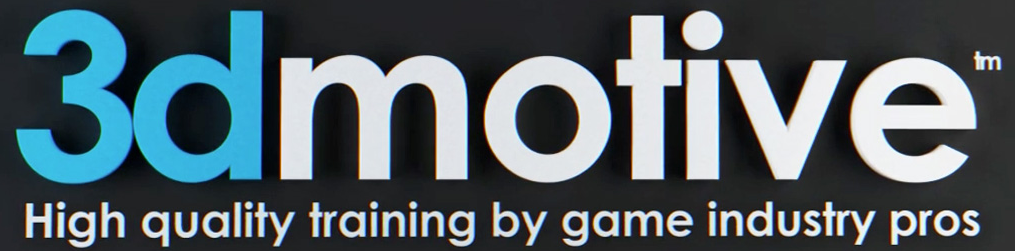 3dmotive™
High quality training by game industry pros